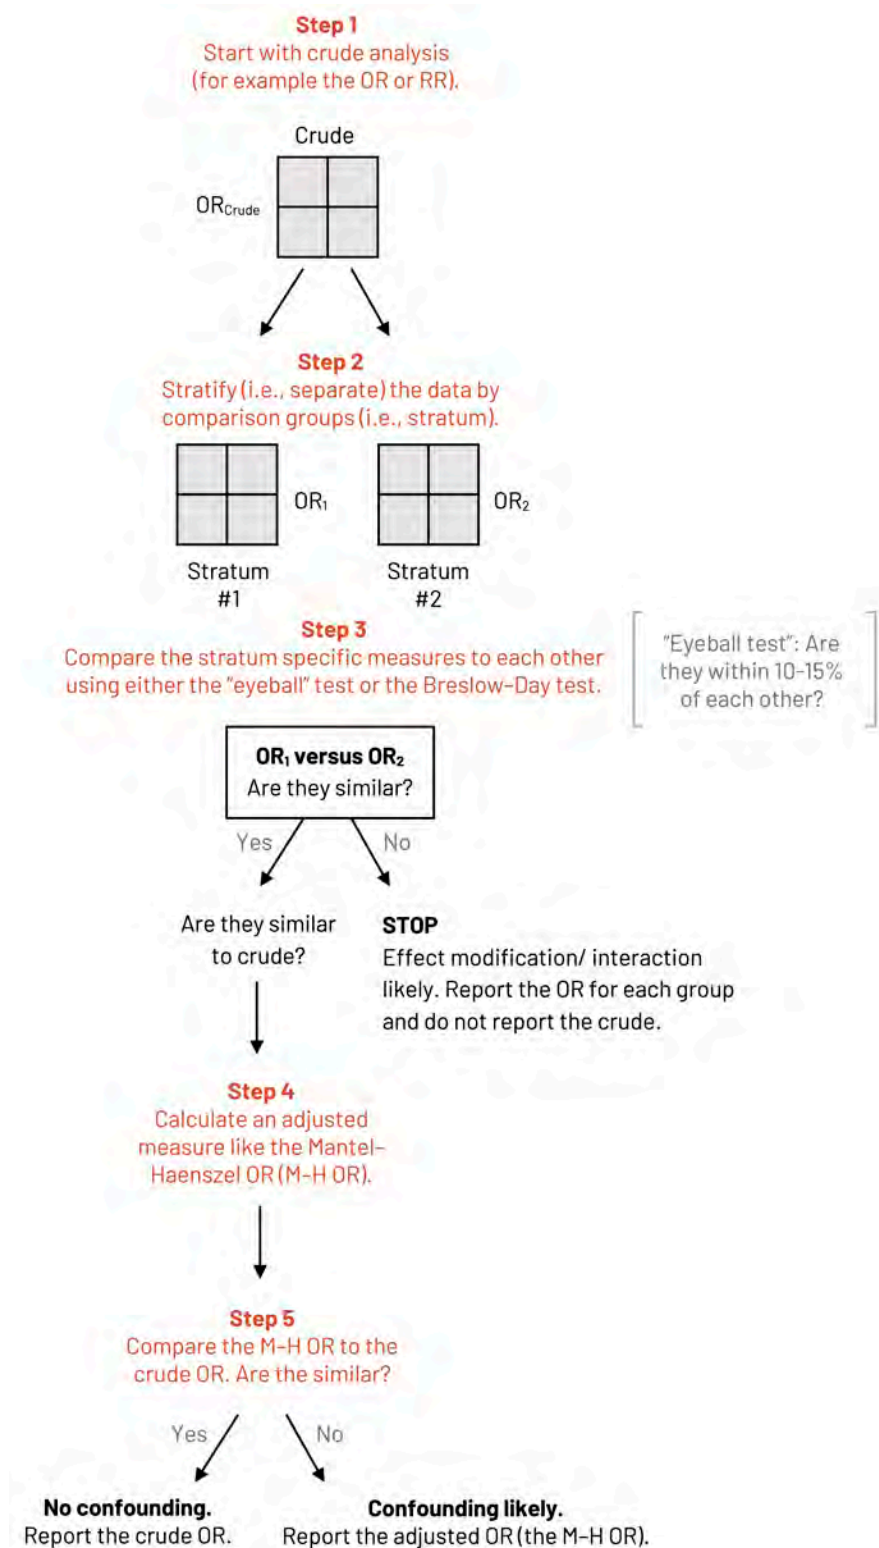 Step 1
Start with crude analysis
(for example the OR or RR).
Crude
OR Crude
Step 2
Stratify (i.e., separate) the data by
comparison groups (i.e., stratum).
OR₁
OR₂
Stratum
#1
Stratum
#2
Step 3
Compare the stratum specific measures to each other
using either the "eyeball" test or the Breslow-Day test.
"Eyeball test": Are
they within 10-15%
of each other?
OR₁ versus OR₂
Are they similar?
Yes
No
Are they similar
to crude?
STOP
Effect modification/ interaction
likely. Report the OR for each group
and do not report the crude.
Step 4
Calculate an adjusted
measure like the Mantel-
Haenszel OR (M-H OR).
Step 5
Compare the M-H OR to the
crude OR. Are the similar?
Yes
No
No confounding.
Report the crude OR.
Confounding likely.
Report the adjusted OR (the M-H OR).